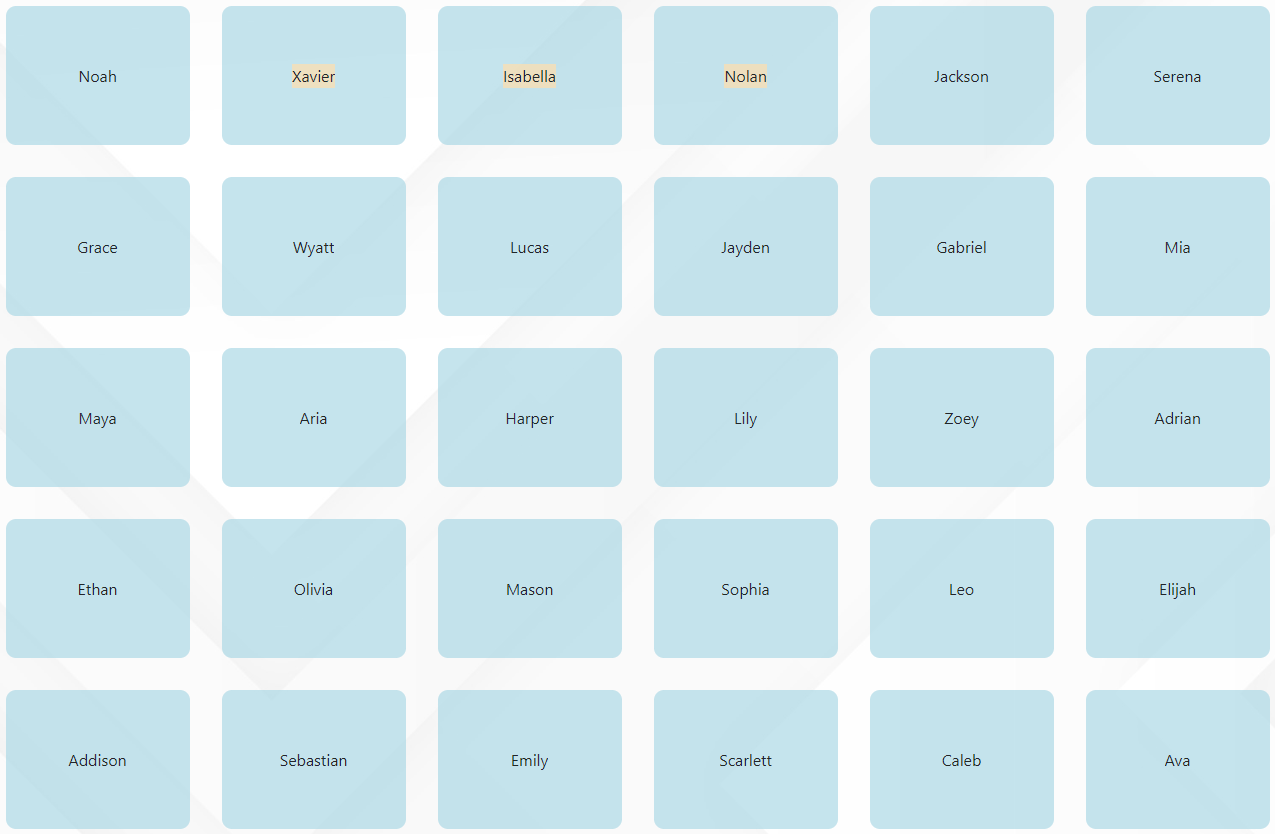 Noah Xavier Isabella Nolan Jackson Serena
Grace Wyatt Lucas Jayden Gabriel Mia
Maya Aria Harper Lily Zoey Adrian
Ethan Olivia Mason Sophia Leo Elijah
Addison Sebastian Emily Scarlett Caleb Ava